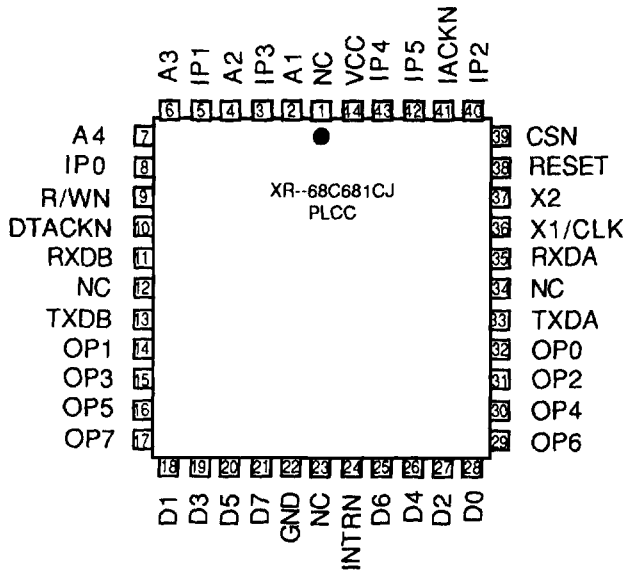 A3 IP1 A2 IP3 A1 NC VCC IP4 IP5 IACKN IP2
6 5 4 3 2 1 44 43 42 41 40
A4 7 39 CSN
IP0 8 38 RESET
R/WN 9 37 X2
DTACKN 10 36 X1/CLK
RXDB 11 35 RXDA
NC 12 34 NC
TXDB 13 33 TXDA
OP1 14 32 OP0
OP3 15 31 OP2
OP5 16 30 OP4
OP7 17 29 OP6
XR--68C681CJ
PLCC
18 19 20 21 22 23 24 25 26 27 28
D1 D3 D5 D7 GND NC INTRN D6 D4 D2 D0